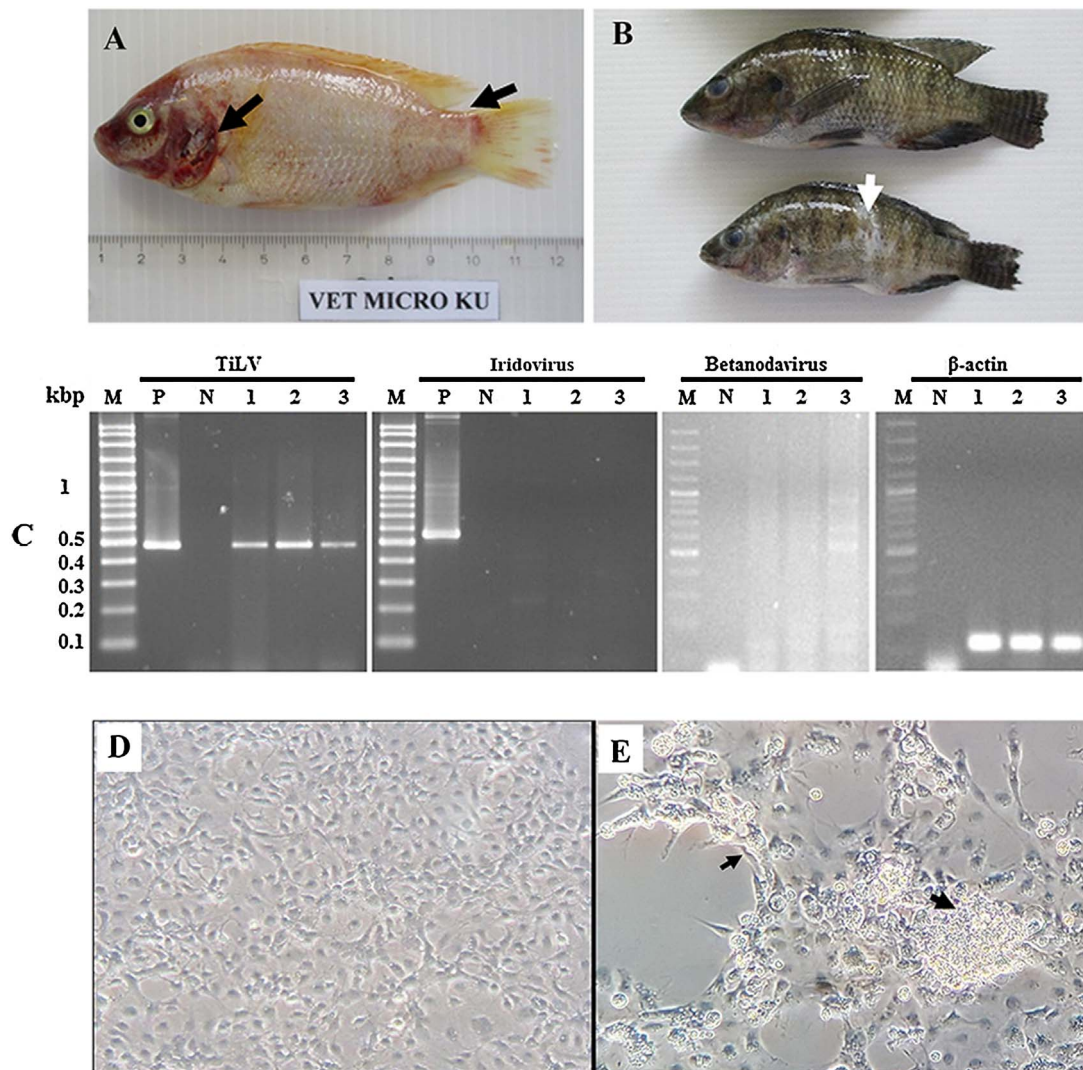 A
B
1 2 3 4 5 6 7 8 9 10 11 12
VET MICRO KU
TiLV Iridovirus Betanodavirus β-actin
kbp M P N 1 2 3 M P N 1 2 3 M N 1 2 3 M N 1 2 3
1
C
0.5
0.4
0.3
0.2
0.1
D
E